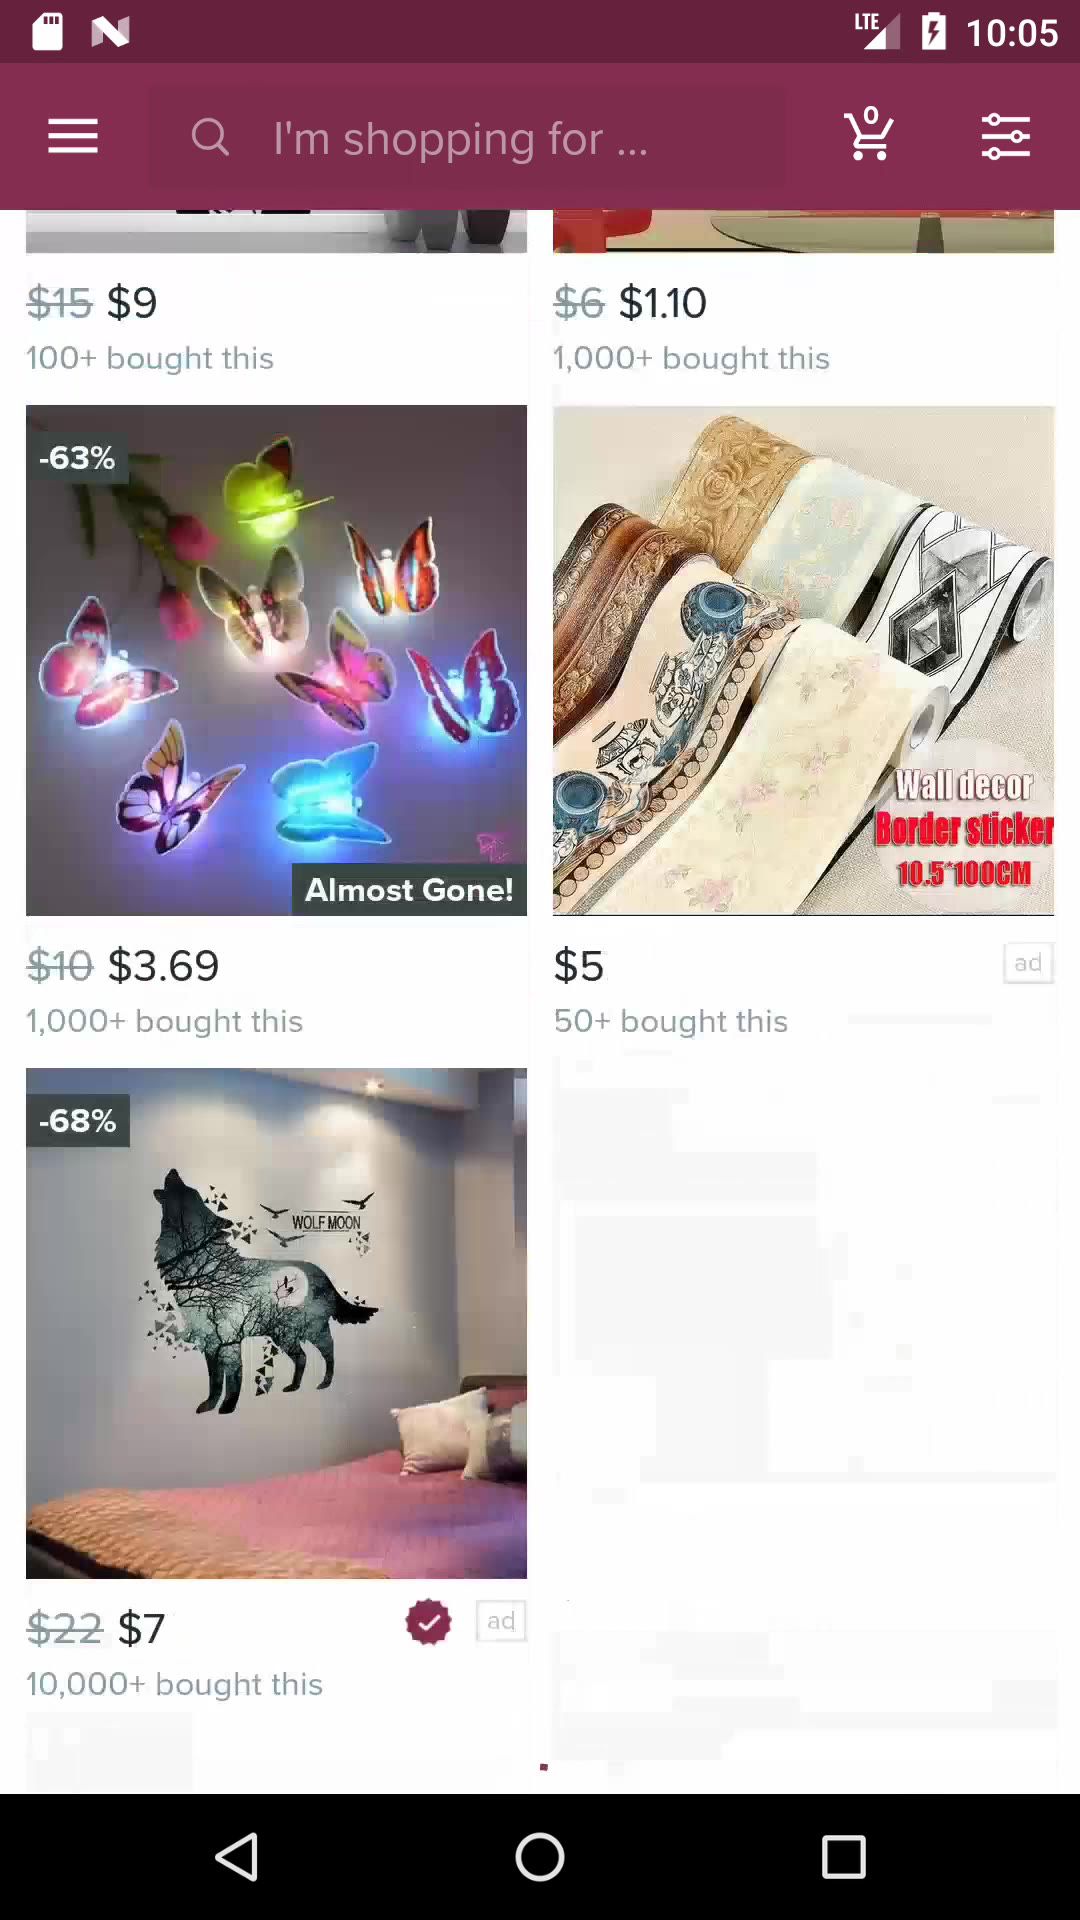 LTE 10:05
I'm shopping for ... 0
$15 $9
100+ bought this
$6 $1.10
1,000+ bought this
-63%
Almost Gone!
$10 $3.69
1,000+ bought this
Wall decor
Border sticker
10.5*100CM
$5 ad
50+ bought this
-68%
WOLF MOON
$22 $7 ad
10,000+ bought this